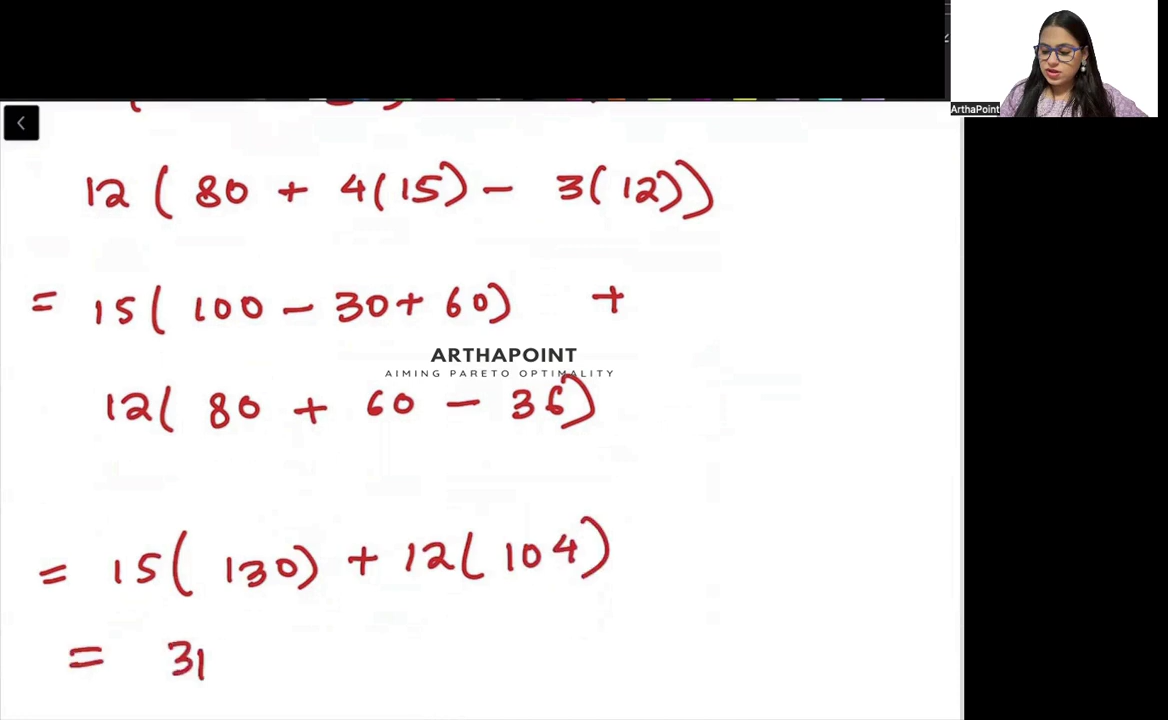 12 ( 80 + 4(15) - 3(12))
= 15( 100 - 30 + 60) +
ARTHAPOINT
AIMING PARETO OPTIMALITY
12( 80 + 60 - 36)
= 15( 130) + 12( 104)
= 31
ArthaPoint